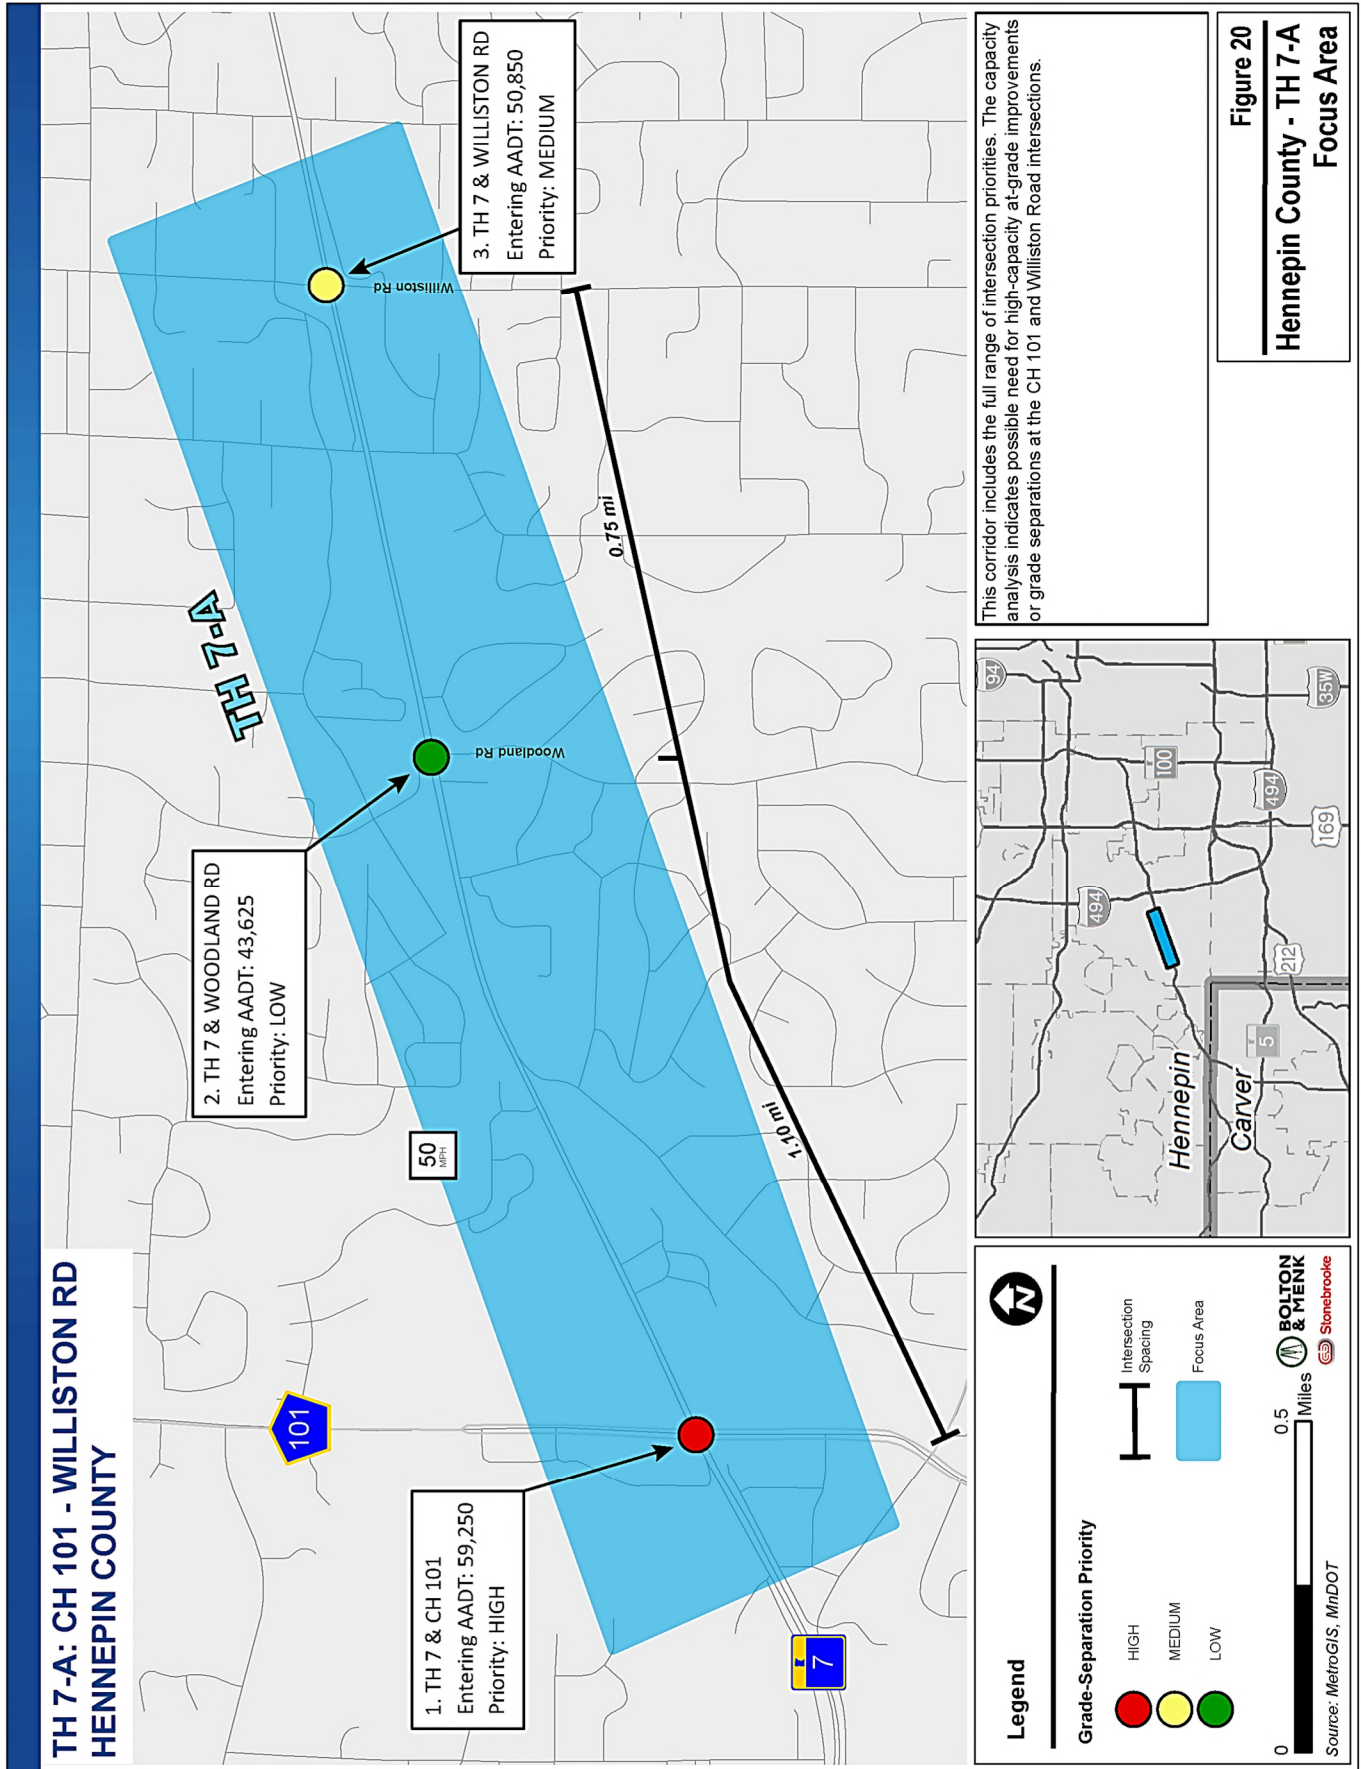 TH 7-A: CH 101 - WILLISTON RD
HENNEPIN COUNTY
TH 7-A
101
7
50
MPH
1. TH 7 & CH 101
Entering AADT: 59,250
Priority: HIGH
2. TH 7 & WOODLAND RD
Entering AADT: 43,625
Priority: LOW
3. TH 7 & WILLISTON RD
Entering AADT: 50,850
Priority: MEDIUM
Woodland Rd
Williston Rd
1.10 mi
0.75 mi
Legend
N
Grade-Separation Priority
HIGH
MEDIUM
LOW
Intersection
Spacing
Focus Area
0
0.5
Miles
Source: MetroGIS, MnDOT
BOLTON
& MENK
Stonebrooke
Hennepin
Carver
5
212
494
494
169
100
94
35W
This corridor includes the full range of intersection priorities. The capacity
analysis indicates possible need for high-capacity at-grade improvements
or grade separations at the CH 101 and Williston Road intersections.
Figure 20
Hennepin County - TH 7-A
Focus Area